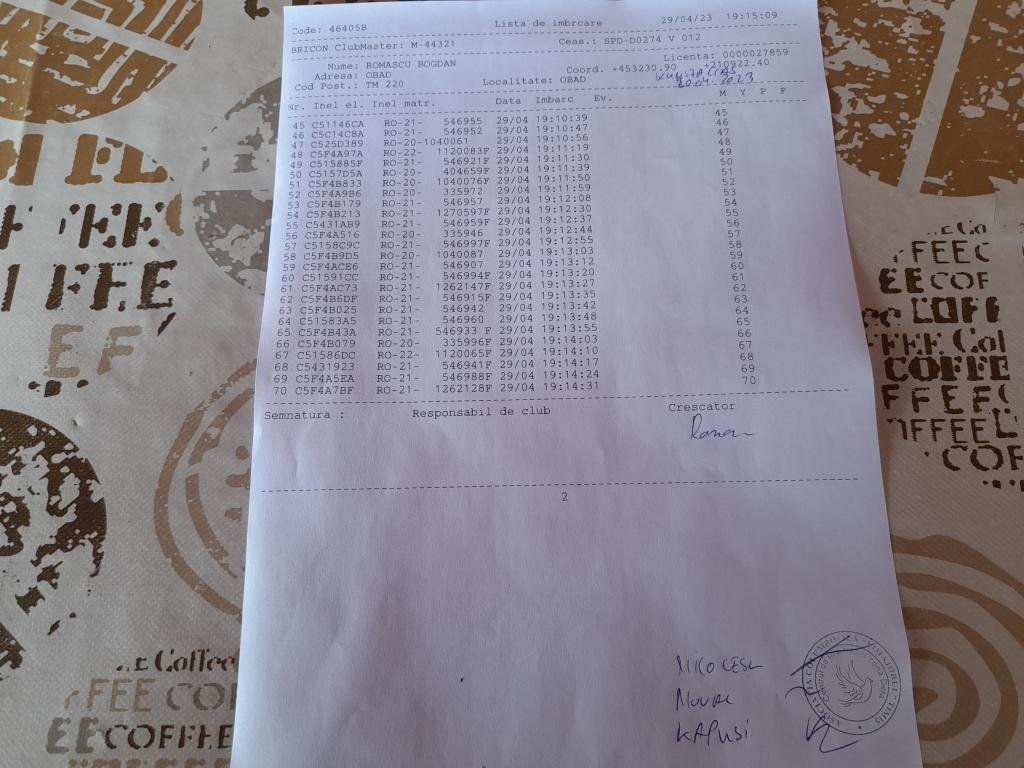 Code: 46405B Lista de imbrcare 29/04/23 19:15:09
BRICON ClubMaster: M-44321 Ceas.: SPD-D0274 V 012
Nume: ROMASCU BOGDAN Licenta: 0000027859
Adresa: OBAD Coord. +453230.90 +210922.40
Cod Post.: TM 220 Localitate: OBAD
Nr. Inel el. Inel matr. Data Imbarc Ev. M Y P F
45 C51146CA RO-21- 546955 29/04 19:10:39 45
46 C5C14C8A RO-21- 546952 29/04 19:10:47 46
47 C525D389 RO-20-1040061 29/04 19:10:56 47
48 C5F4A97A RO-22- 1120083F 29/04 19:11:19 48
49 C515885F RO-21- 546921F 29/04 19:11:30 49
50 C5157D5A RO-20- 404659F 29/04 19:11:39 50
51 C5F4B833 RO-20- 1040076F 29/04 19:11:50 51
52 C5F4A9B6 RO-20- 335972 29/04 19:11:59 52
53 C5F4B179 RO-21- 546957 29/04 19:12:08 53
54 C5F4B213 RO-21- 1270597F 29/04 19:12:30 54
55 C5431AB9 RO-21- 546959F 29/04 19:12:37 55
56 C5F4A516 RO-20- 335946 29/04 19:12:44 56
57 C5158C9C RO-21- 546997F 29/04 19:12:55 57
58 C5F4B9D5 RO-20- 1040087 29/04 19:13:03 58
59 C5F4ACE6 RO-21- 546907 29/04 19:13:12 59
60 C51591CC RO-21- 546994F 29/04 19:13:20 60
61 C5F4AC73 RO-21- 1262147F 29/04 19:13:27 61
62 C5F4B6DF RO-21- 546915F 29/04 19:13:35 62
63 C5F4B025 RO-21- 546942 29/04 19:13:42 63
64 C51583A5 RO-21- 546960 29/04 19:13:48 64
65 C5F4B43A RO-21- 546933 F 29/04 19:13:55 65
66 C5F4B079 RO-20- 335996F 29/04 19:14:03 66
67 C51586DC RO-22- 1120065F 29/04 19:14:10 67
68 C5431923 RO-21- 546941F 29/04 19:14:17 68
69 C5F4A5EA RO-21- 546988F 29/04 19:14:24 69
70 C5F4A7BF RO-21- 1262128F 29/04 19:14:31 70
Semnatura : Responsabil de club Crescator
2
KAPUSI
COFFEE